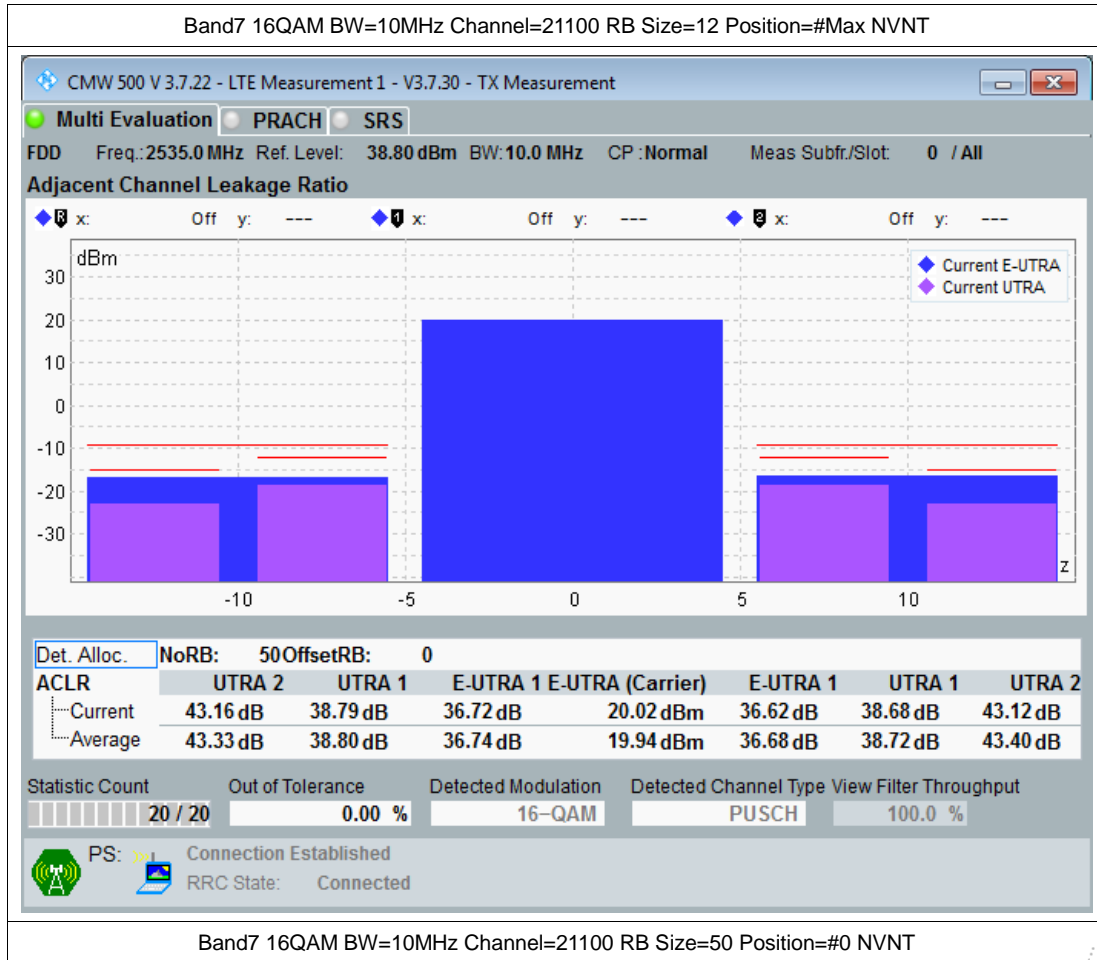 Band7 16QAM BW=10MHz Channel=21100 RB Size=12 Position=#Max NVNT
CMW 500 V 3.7.22 - LTE Measurement 1 - V3.7.30 - TX Measurement
Multi Evaluation PRACH SRS
FDD Freq.:2535.0 MHz Ref. Level: 38.80 dBm BW:10.0 MHz CP :Normal Meas Subfr./Slot: 0 / All
Adjacent Channel Leakage Ratio
R x: Off y: --- 1 x: Off y: --- 2 x: Off y: ---
dBm
Current E-UTRA
Current UTRA
30
20
10
0
-10
-20
-30
z
-10 -5 0 5 10
Det. Alloc. NoRB: 50 OffsetRB: 0
ACLR UTRA 2 UTRA 1 E-UTRA 1 E-UTRA (Carrier) E-UTRA 1 UTRA 1 UTRA 2
Current 43.16 dB 38.79 dB 36.72 dB 20.02 dBm 36.62 dB 38.68 dB 43.12 dB
Average 43.33 dB 38.80 dB 36.74 dB 19.94 dBm 36.68 dB 38.72 dB 43.40 dB
Statistic Count Out of Tolerance Detected Modulation Detected Channel Type View Filter Throughput
20 / 20 0.00 % 16-QAM PUSCH 100.0 %
PS: Connection Established
RRC State: Connected
Band7 16QAM BW=10MHz Channel=21100 RB Size=50 Position=#0 NVNT